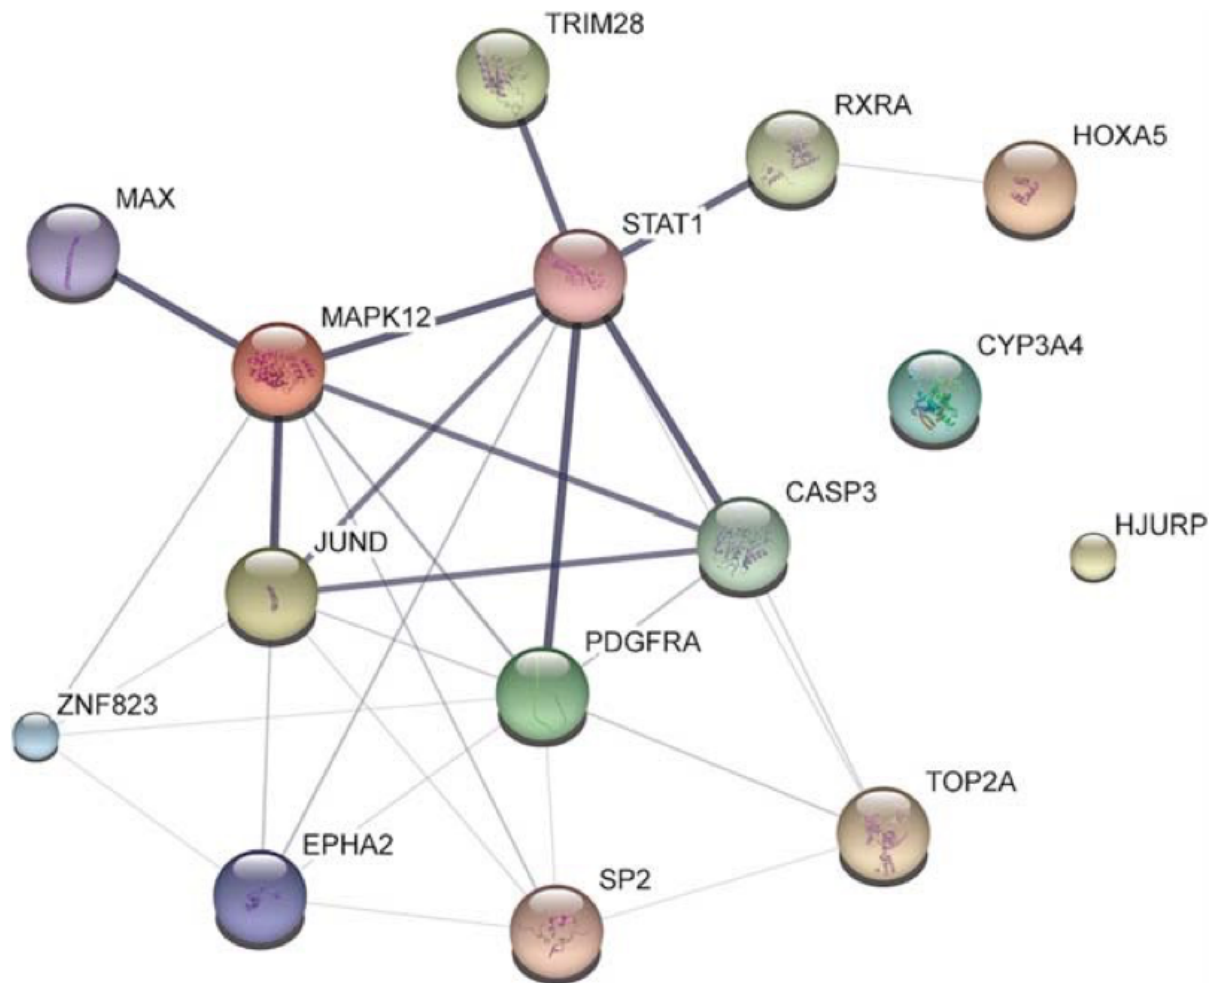 TRIM28
RXRA
HOXA5
MAX
STAT1
MAPK12
CYP3A4
CASP3
HJURP
JUND
PDGFRA
ZNF823
TOP2A
EPHA2
SP2